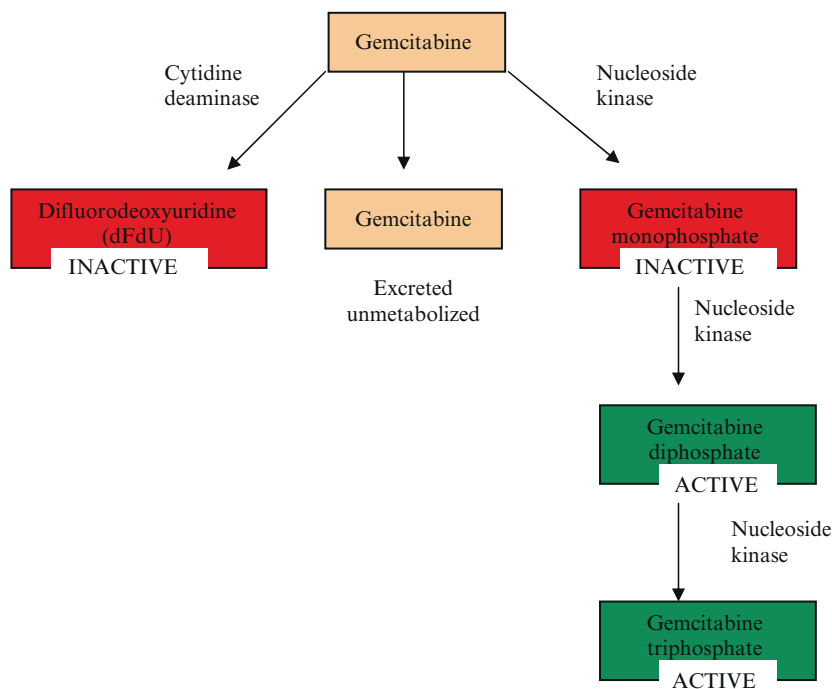 Gemcitabine
Cytidine
deaminase
Nucleoside
kinase
Difluorodeoxyuridine
(dFdU)
INACTIVE
Gemcitabine
Excreted
unmetabolized
Gemcitabine
monophosphate
INACTIVE
Nucleoside
kinase
Gemcitabine
diphosphate
ACTIVE
Nucleoside
kinase
Gemcitabine
triphosphate
ACTIVE